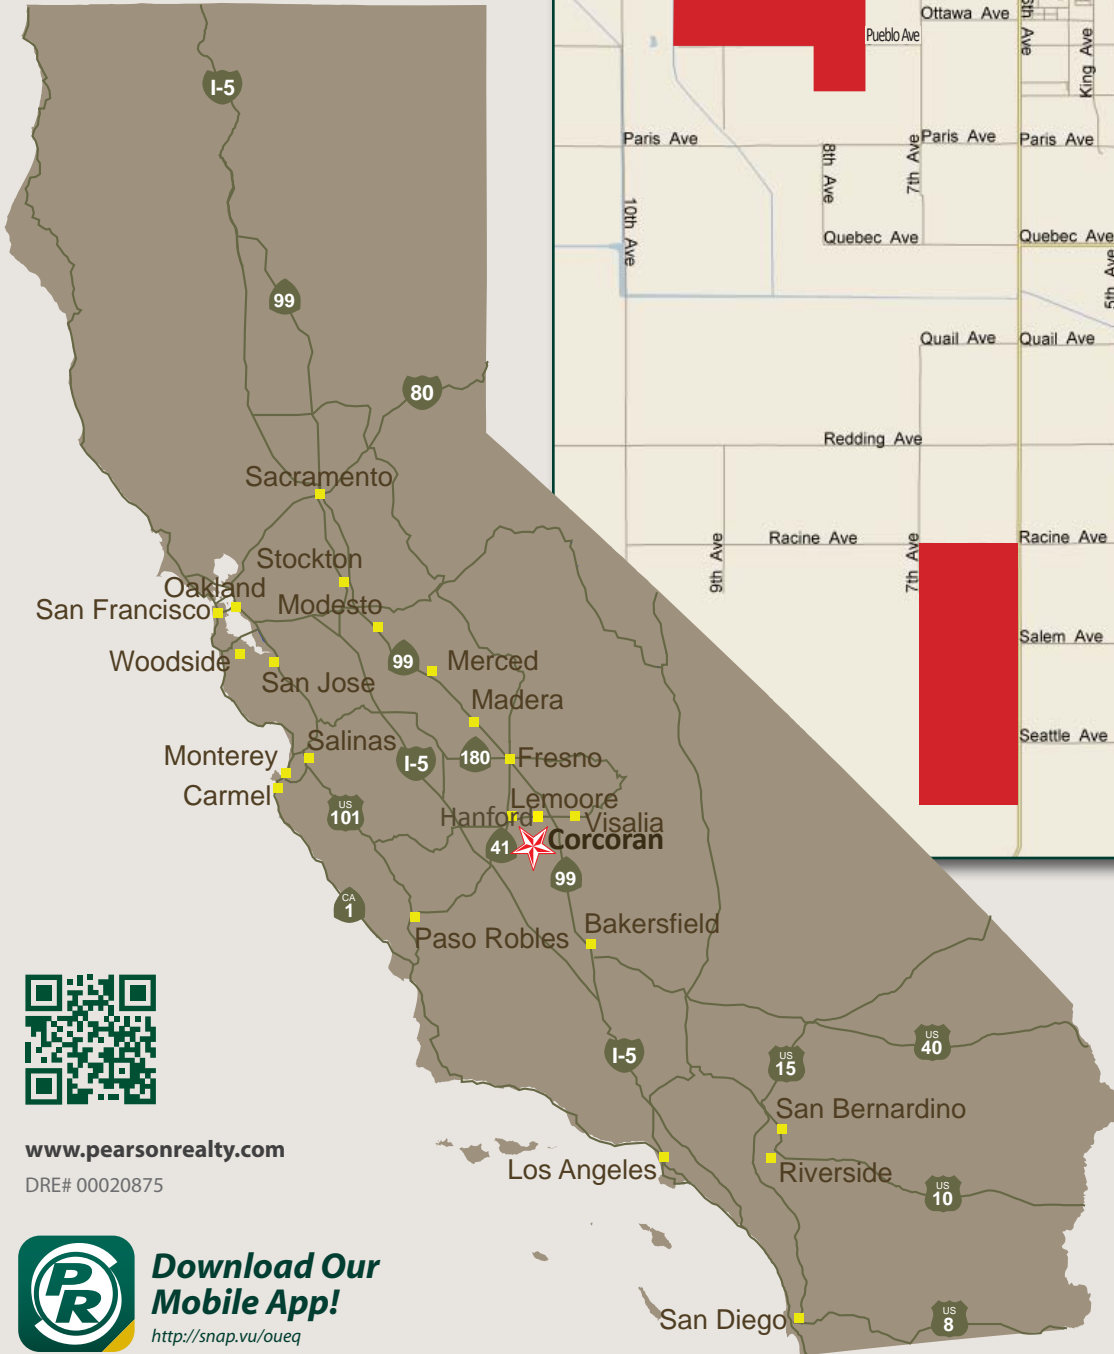 I-5
99
80
Sacramento
Stockton
Oakland
San Francisco
Modesto
Woodside
San Jose
99
Merced
Madera
Monterey
Salinas
I-5
180
Fresno
Carmel
US
101
Lemoore
Hanford
Visalia
41
Corcoran
99
CA
1
Paso Robles
Bakersfield
I-5
US
15
US
40
San Bernardino
Los Angeles
Riverside
US
10
San Diego
US
8
Ottawa Ave
Pueblo Ave
King Ave
Paris Ave
Paris Ave
Paris Ave
8th Ave
7th Ave
10th Ave
Quebec Ave
Quebec Ave
5th Ave
Quail Ave
Quail Ave
Redding Ave
9th Ave
Racine Ave
7th Ave
Racine Ave
Salem Ave
Seattle Ave
www.pearsonrealty.com
DRE# 00020875
PR
Download Our
Mobile App!
http://snap.vu/oueq